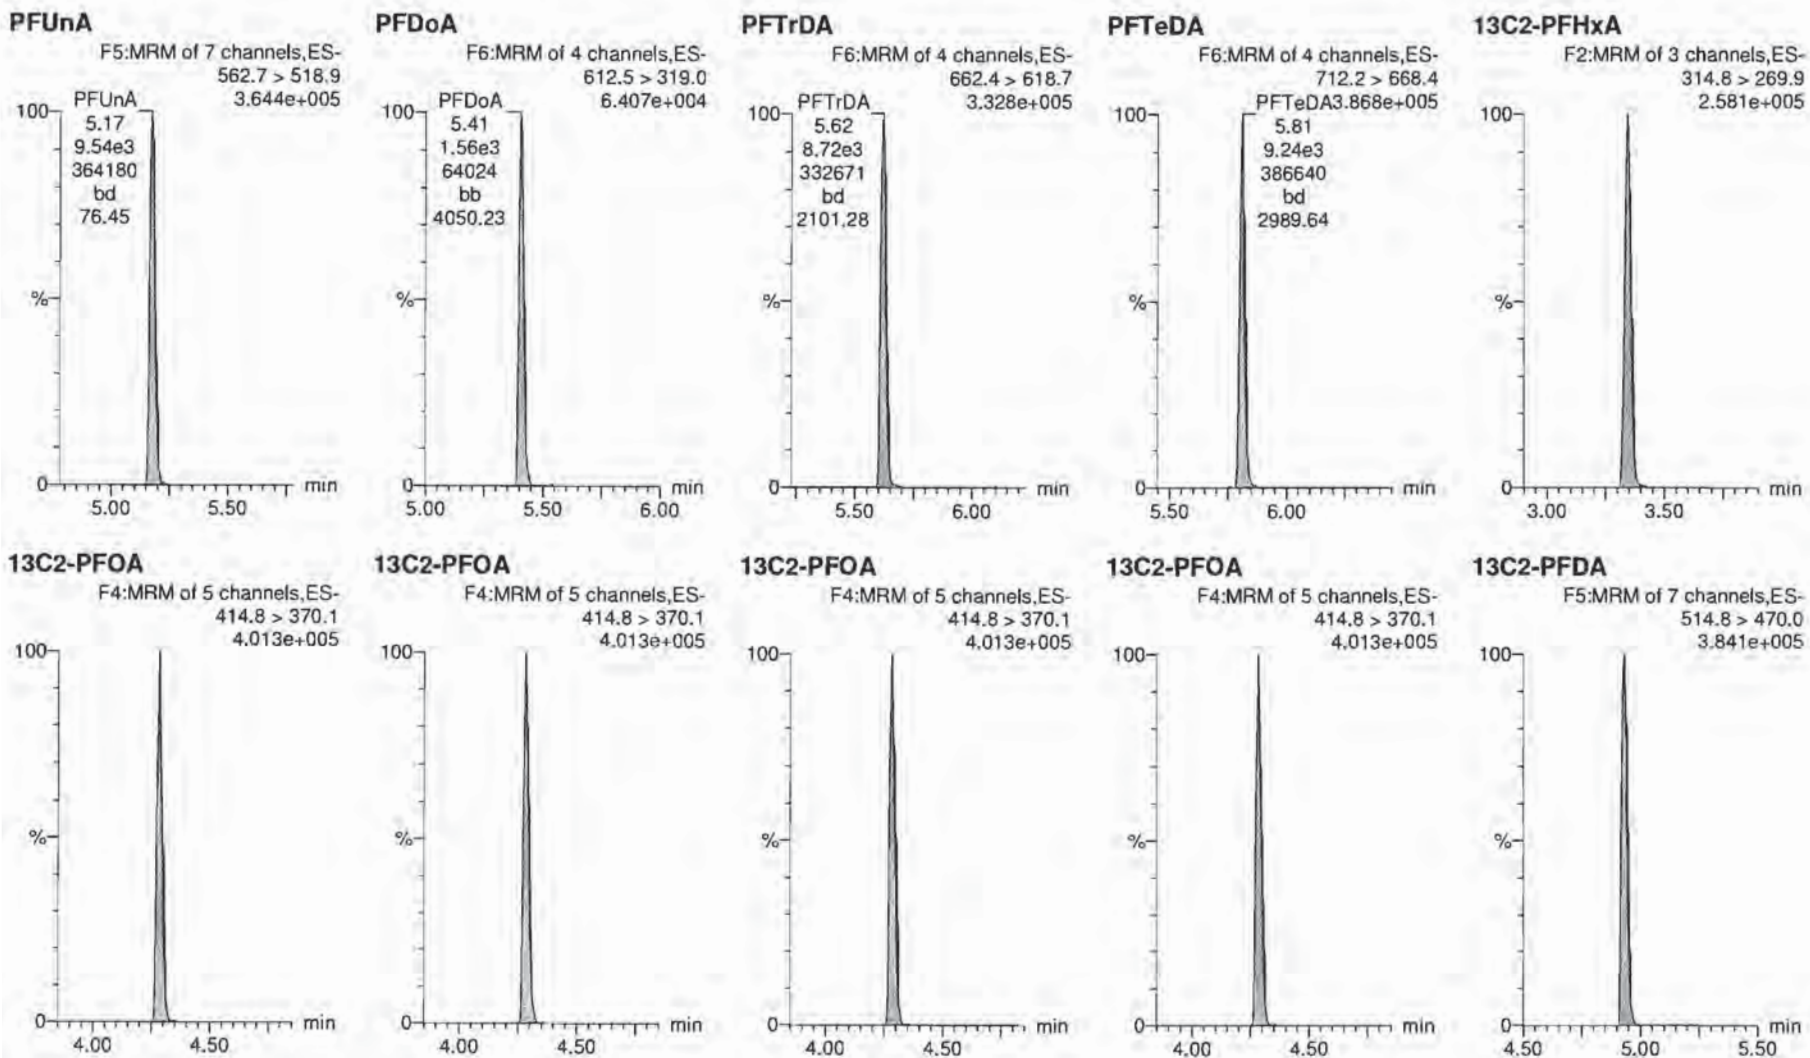 PFUnA
F5:MRM of 7 channels,ES-
562.7 > 518.9
3.644e+005
PFUnA
5.17
9.54e3
364180
bd
76.45
100
%
0
5.00 5.50
min
PFDoA
F6:MRM of 4 channels,ES-
612.5 > 319.0
6.407e+004
PFDoA
5.41
1.56e3
64024
bb
4050.23
100
%
0
5.00 5.50 6.00
min
PFTrDA
F6:MRM of 4 channels,ES-
662.4 > 618.7
3.328e+005
PFTrDA
5.62
8.72e3
332671
bd
2101.28
100
%
0
5.50 6.00
min
PFTeDA
F6:MRM of 4 channels,ES-
712.2 > 668.4
PFTeDA3.868e+005
5.81
9.24e3
386640
bd
2989.64
100
%
0
5.50 6.00
min
13C2-PFHxA
F2:MRM of 3 channels,ES-
314.8 > 269.9
2.581e+005
100
%
0
3.00 3.50
min
13C2-PFOA
F4:MRM of 5 channels,ES-
414.8 > 370.1
4.013e+005
100
%
0
4.00 4.50
min
13C2-PFOA
F4:MRM of 5 channels,ES-
414.8 > 370.1
4.013e+005
100
%
0
4.00 4.50
min
13C2-PFOA
F4:MRM of 5 channels,ES-
414.8 > 370.1
4.013e+005
100
%
0
4.00 4.50
min
13C2-PFOA
F4:MRM of 5 channels,ES-
414.8 > 370.1
4.013e+005
100
%
0
4.00 4.50
min
13C2-PFDA
F5:MRM of 7 channels,ES-
514.8 > 470.0
3.841e+005
100
%
0
4.50 5.00 5.50
min